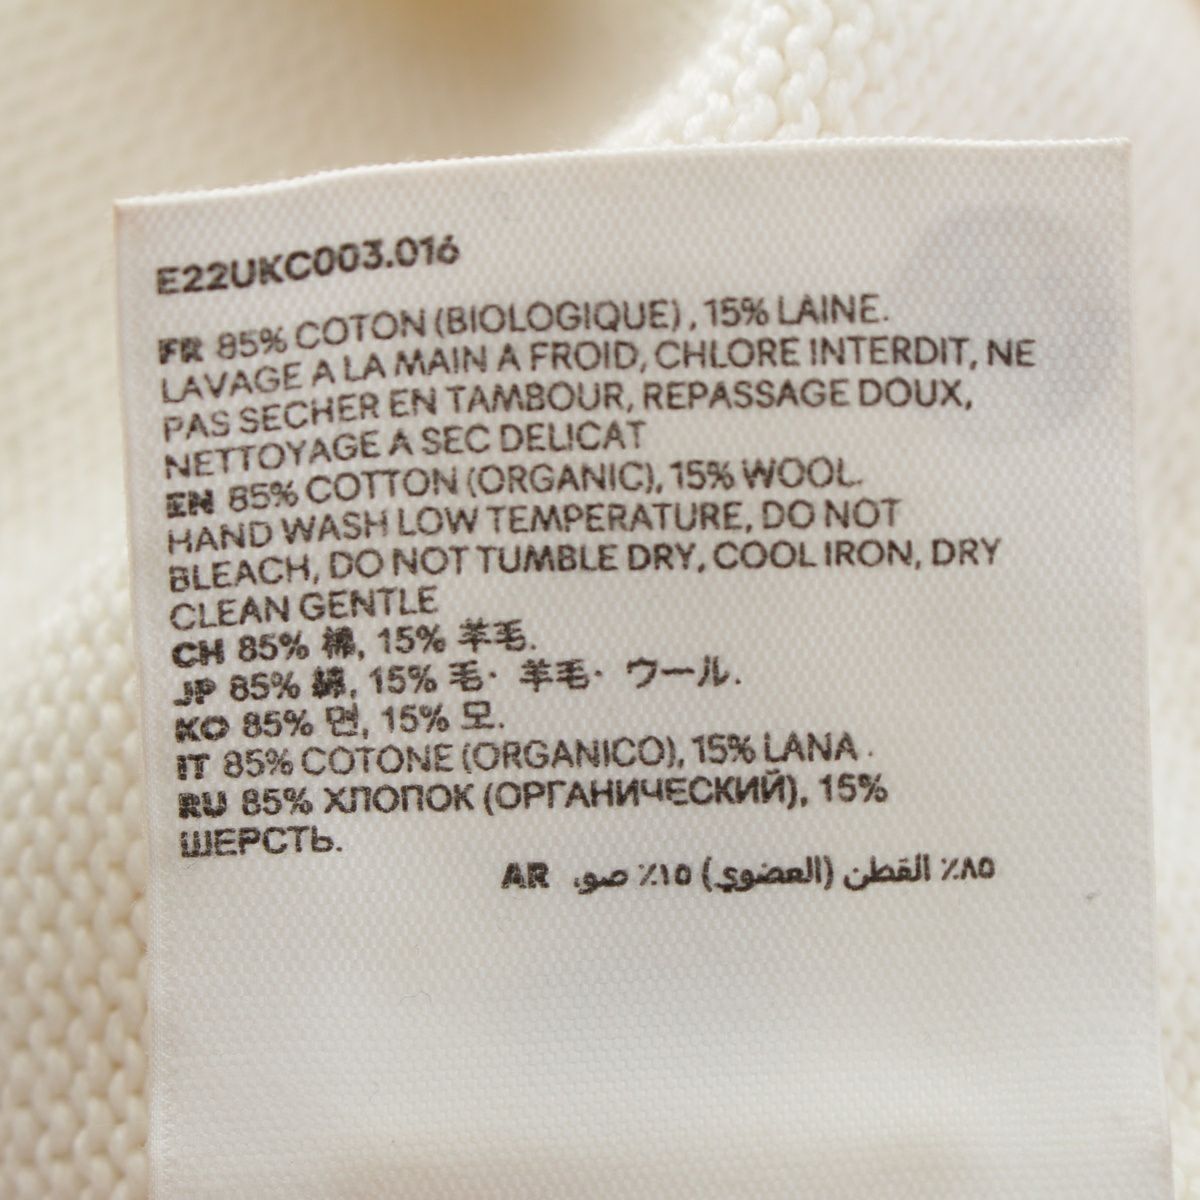 E22UKC003.016
FR 85% COTON (BIOLOGIQUE), 15% LAINE.
LAVAGE A LA MAIN A FROID, CHLORE INTERDIT, NE
PAS SECHER EN TAMBOUR, REPASSAGE DOUX,
NETTOYAGE A SEC DELICAT
EN 85% COTTON (ORGANIC), 15% WOOL.
HAND WASH LOW TEMPERATURE, DO NOT
BLEACH, DO NOT TUMBLE DRY, COOL IRON, DRY
CLEAN GENTLE
CH 85% 棉, 15% 羊毛.
JP 85% 綿, 15% 毛· 羊毛· ウール.
KO 85% 면, 15% 모.
IT 85% COTONE (ORGANICO), 15% LANA .
RU 85% ХЛОПОК (ОРГАНИЧЕСКИЙ), 15%
ШЕРСТЬ.
٨٥٪ القطن (العضوي) ١٥٪ AR